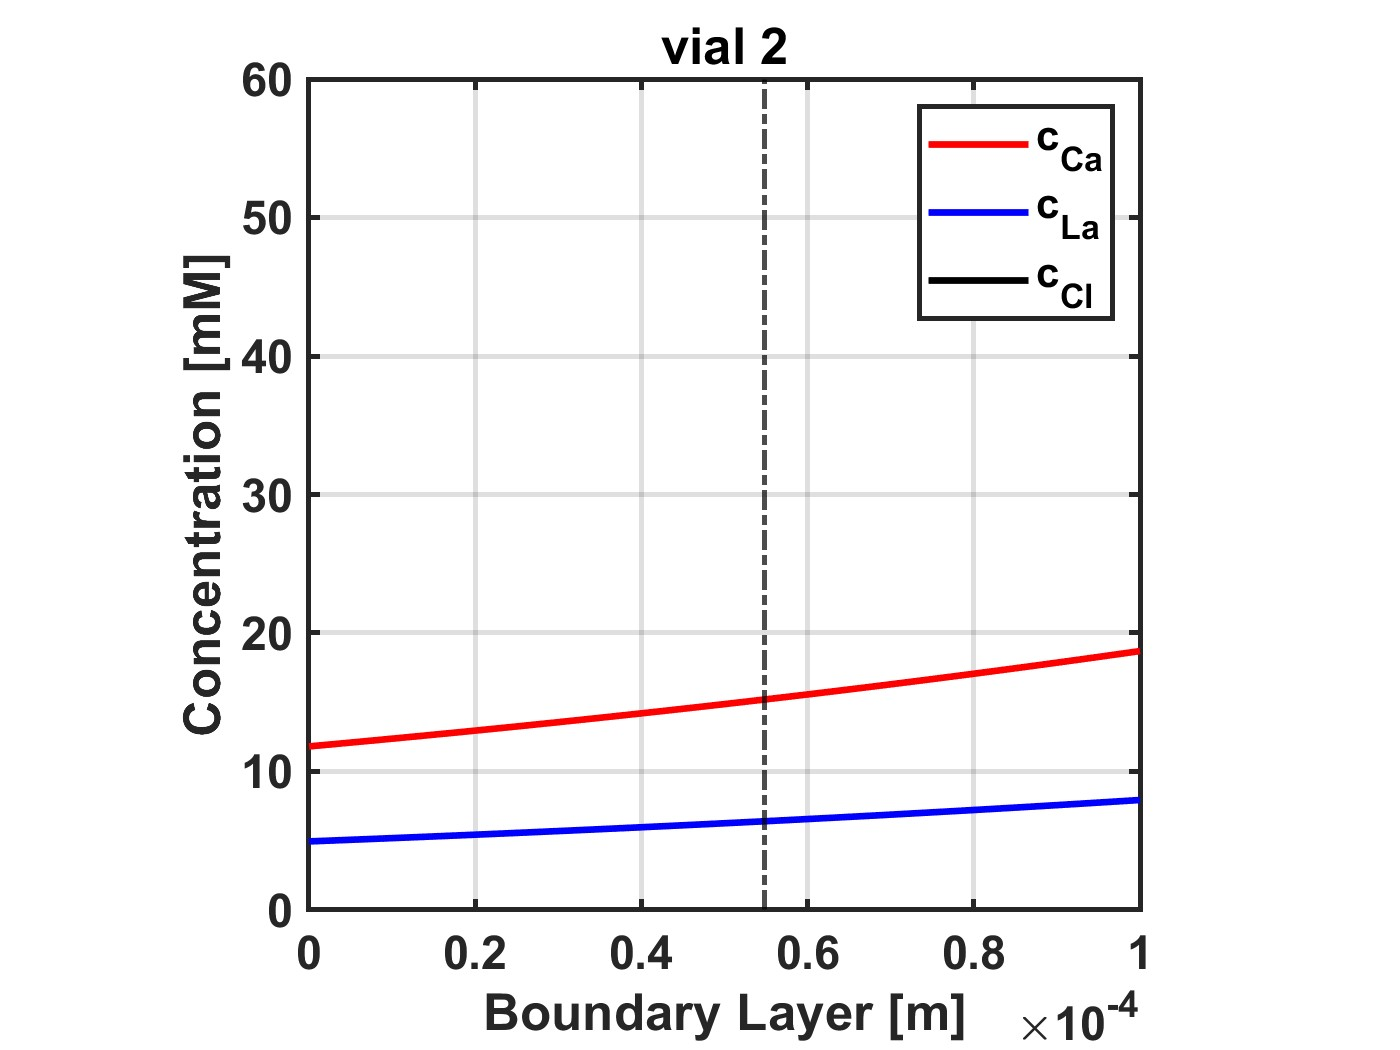 vial 2
60
50
40
30
20
10
0
Concentration [mM]
c_Ca
c_La
c_Cl
0 0.2 0.4 0.6 0.8 1
Boundary Layer [m] ×10^-4